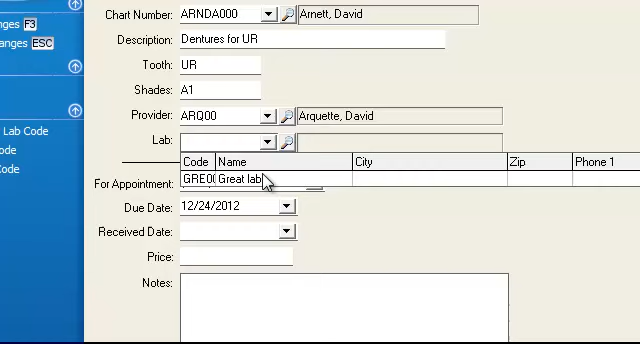 nges F3
anges ESC
Lab Code
ode
Code
Chart Number: ARNDA000 Arnett, David
Description: Dentures for UR
Tooth: UR
Shades: A1
Provider: ARQ00 Arquette, David
Lab:
Code Name City Zip Phone 1
GRE00 Great lab
For Appointment:
Due Date: 12/24/2012
Received Date:
Price:
Notes: